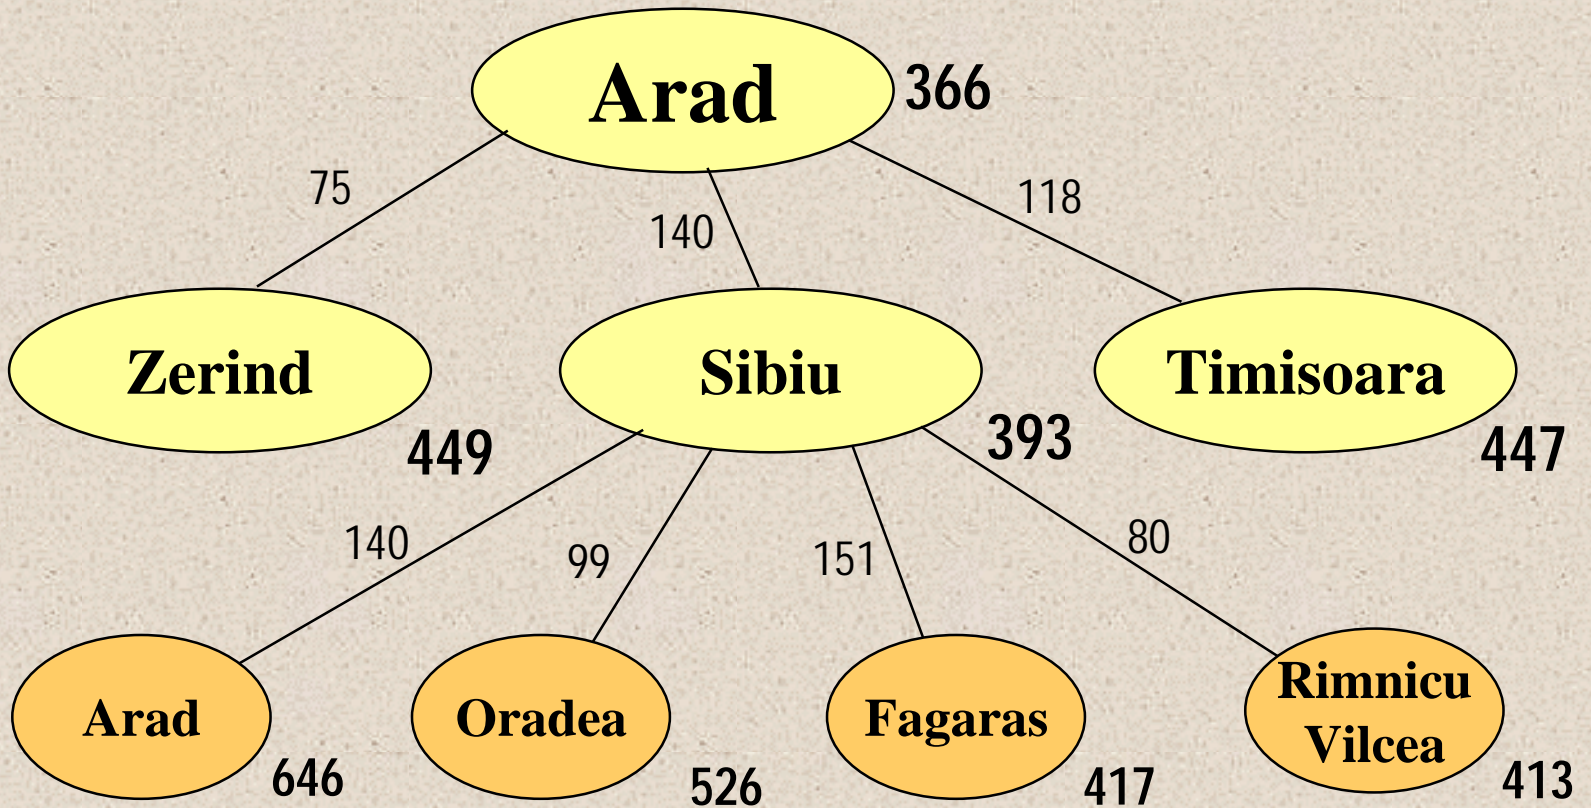 Arad
366
75
140
118
Zerind
449
Sibiu
393
Timisoara
447
140
99
151
80
Arad
646
Oradea
526
Fagaras
417
Rimnicu
Vilcea
413